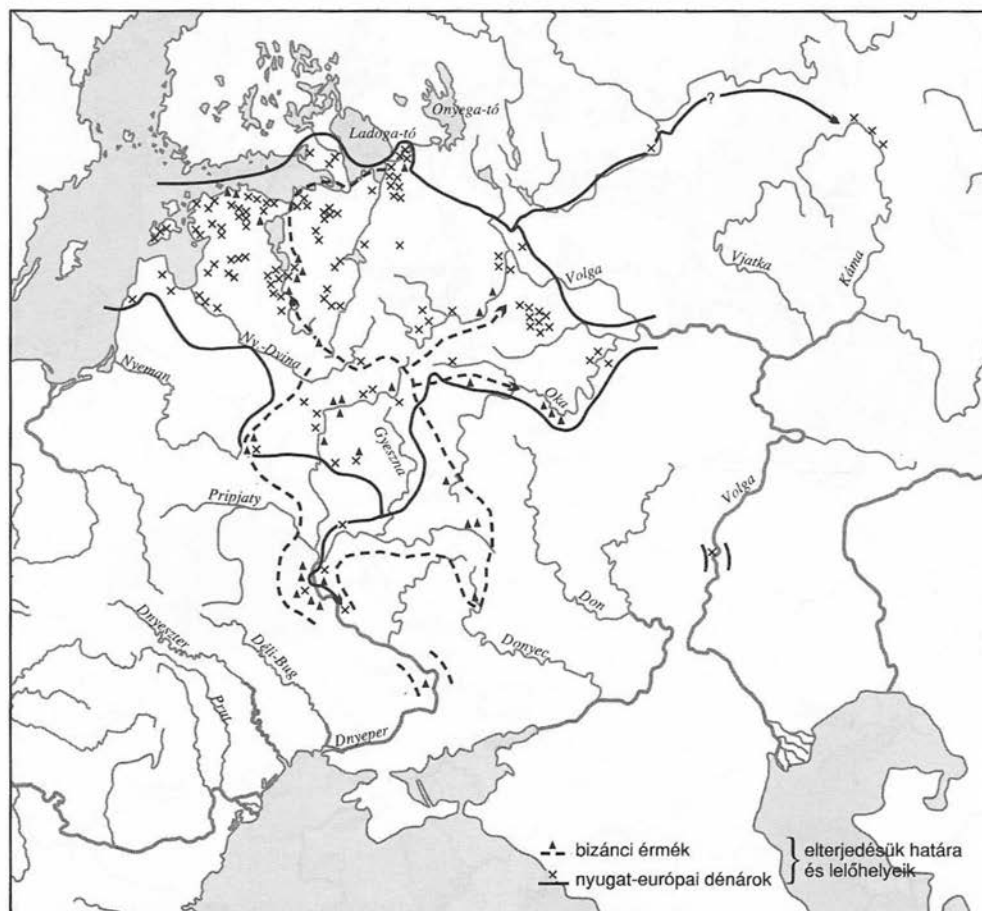 Onyega-tó
Ladoga-tó
?
Volga
Vjatka
Káma
Ny.-Dvina
Nyeman
Oka
Gyeszna
Pripjaty
Volga
Don
Donyec
Dnyeszter
Déli-Bug
Prut
Dnyeper
bizánci érmék
nyugat-európai dénárok
elterjedésük határa
és lelőhelyeik